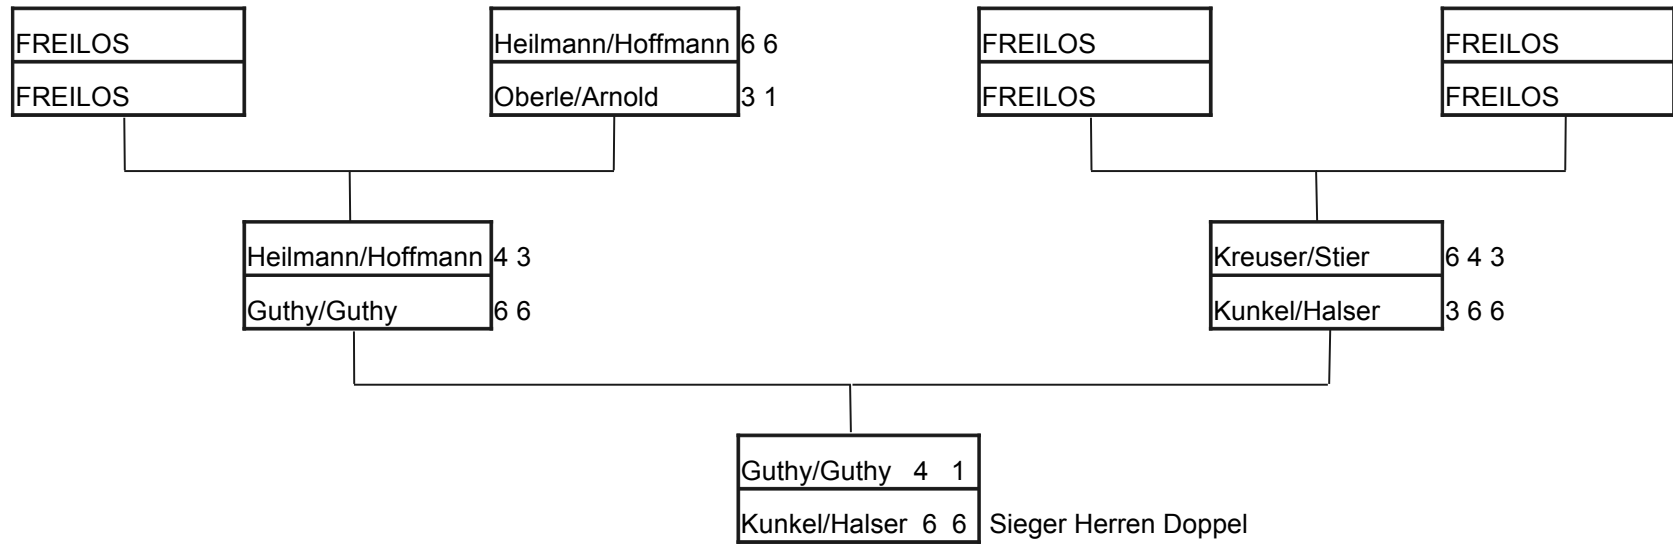 FREILOS Heilmann/Hoffmann 6 6 FREILOS FREILOS
FREILOS Oberle/Arnold 3 1 FREILOS FREILOS
Heilmann/Hoffmann 4 3 Kreuser/Stier 6 4 3
Guthy/Guthy 6 6 Kunkel/Halser 3 6 6
Guthy/Guthy 4 1
Kunkel/Halser 6 6 Sieger Herren Doppel